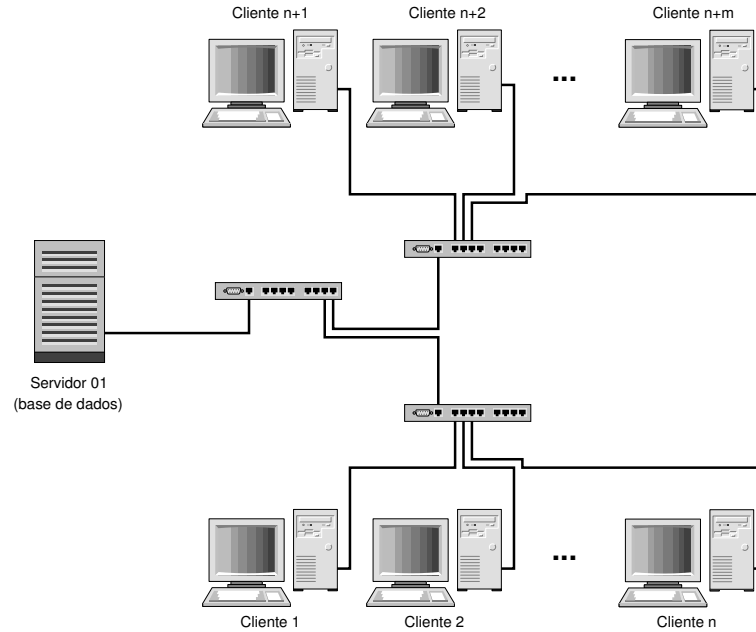 Cliente n+1
Cliente n+2
Cliente n+m
...
Servidor 01
(base de dados)
...
Cliente 1
Cliente 2
Cliente n